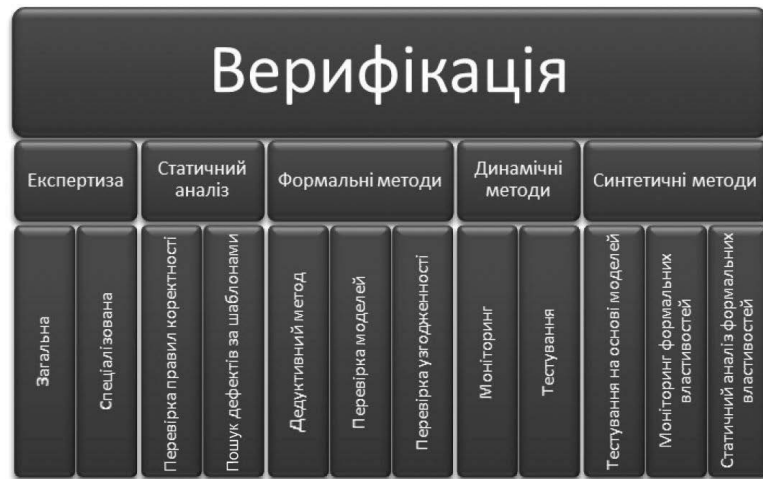 Верифікація
Експертиза
Статичний
аналіз
Формальні методи
Динамічні
методи
Синтетичні методи
Загальна
Спеціалізована
Перевірка правил коректності
Пошук дефектів за шаблонами
Дедуктивний метод
Перевірка моделей
Перевірка узгодженності
Моніторинг
Тестування
Тестування на основі моделей
Моніторинг формальних
властивостей
Статичний аналіз формальних
властивостей